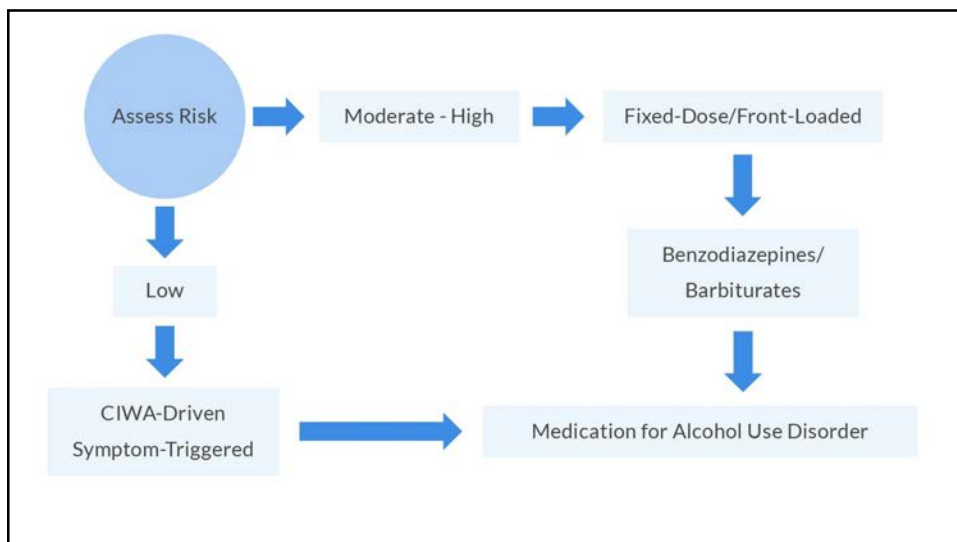 Assess Risk
Moderate - High
Fixed-Dose/Front-Loaded
Benzodiazepines/
Barbiturates
Low
CIWA-Driven
Symptom-Triggered
Medication for Alcohol Use Disorder